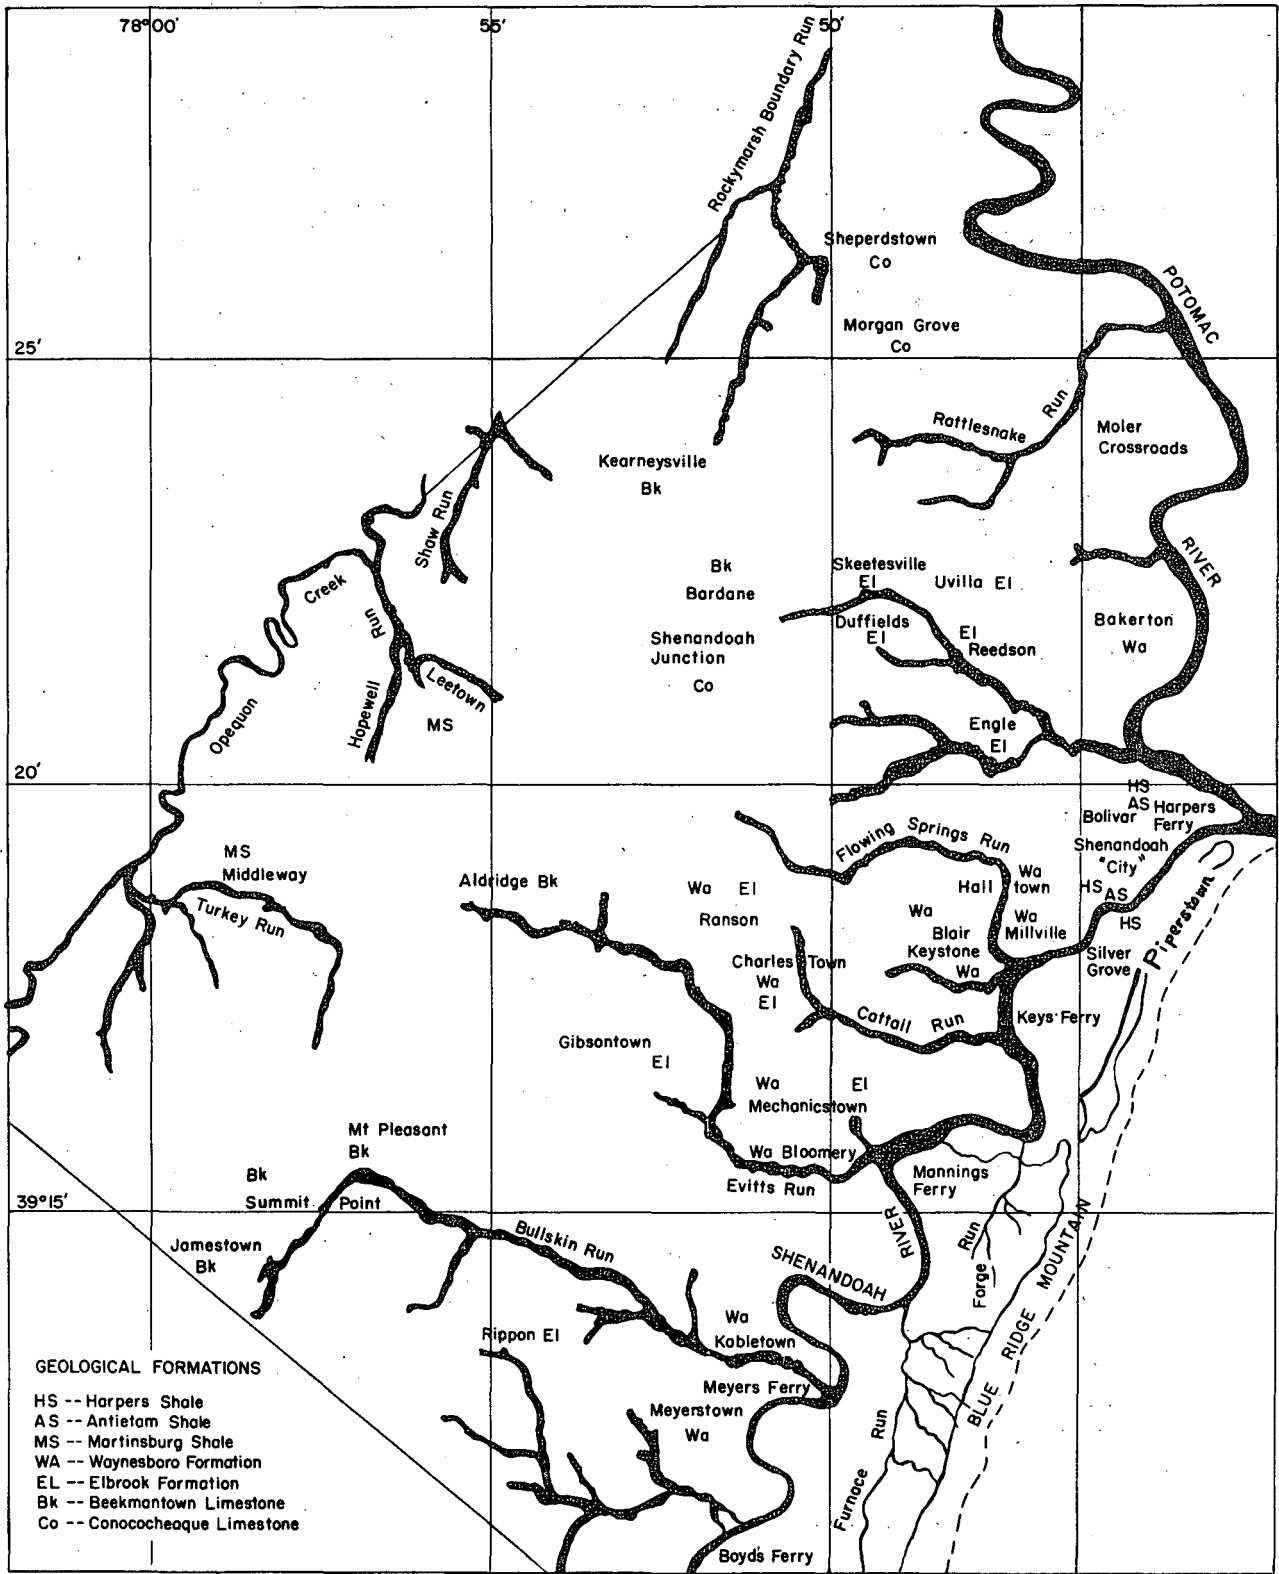 78°00'
55'
50'
Rockymarsh Boundary Run
Sheperdstown
Co
POTOMAC
Morgan Grove
Co
25'
Rattlesnake Run
Moler
Crossroads
Kearneysville
Bk
Shaw Run
RIVER
Bk
Bardane
Skeetesville
El
Uvilla El
Creek
Duffields
El
El
Reedson
Bakerton
Wa
Shenandoah
Junction
Co
Run
Leetown
MS
Hopewell
Opequon
Engle
El
20'
HS
AS
Harpers
Ferry
Bolivar
Flowing Springs Run
Shenandoah
"City"
MS
Middleway
Hall
Wa
town
HS
AS
HS
Aldridge Bk
Wa El
Ranson
Turkey Run
Wa
Blair
Keystone
Wa
Wa
Millville
Silver
Grove
Piperstown
Charles Town
Wa
El
Cattail Run
Keys Ferry
Gibsontown
El
Wa El
Mechanicstown
Mt Pleasant
Bk
Wa Bloomery
Evitts Run
Mannings
Ferry
Bk
Summit Point
39°15'
Jamestown
Bk
Bullskin Run
SHENANDOAH
RIVER
Forge Run
BLUE RIDGE MOUNTAIN
Wa
Kabletown
Rippon El
Meyers Ferry
Meyerstown
Wa
Furnace Run
Boyd's Ferry
GEOLOGICAL FORMATIONS
HS -- Harpers Shale
AS -- Antietam Shale
MS -- Martinsburg Shale
WA -- Waynesboro Formation
EL -- Elbrook Formation
Bk -- Beekmantown Limestone
Co -- Conococheaque Limestone